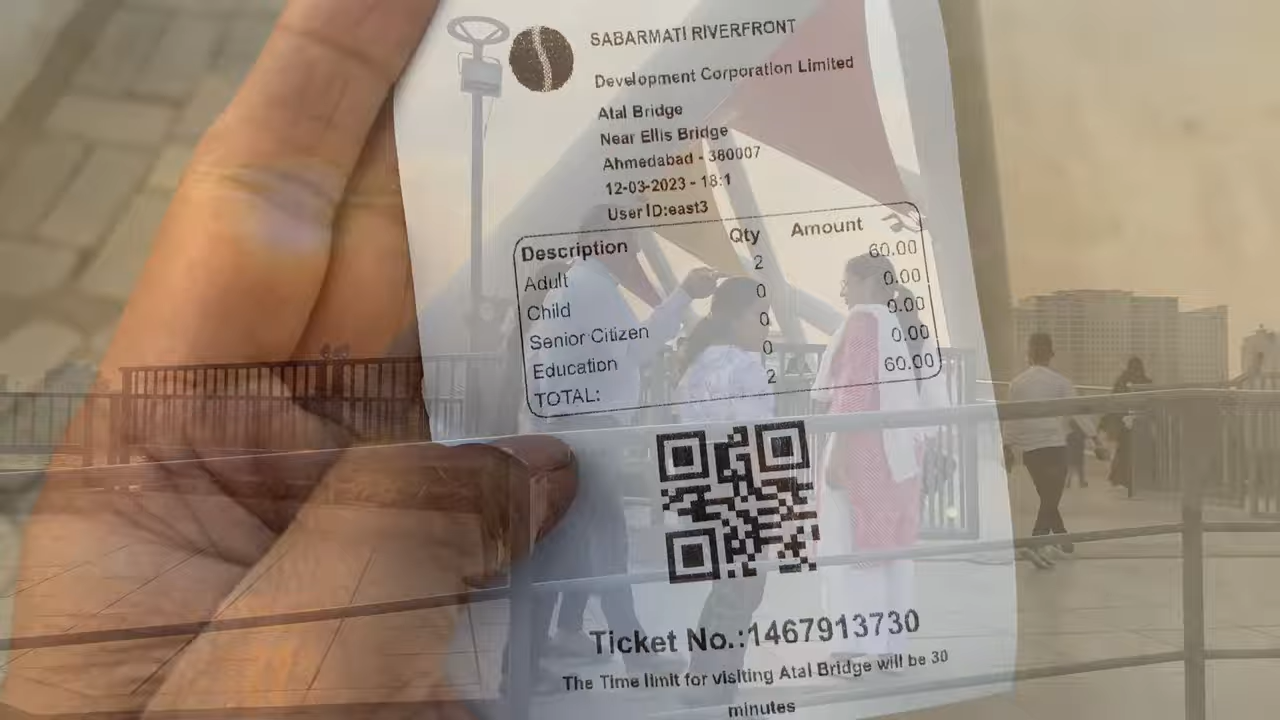 SABARMATI RIVERFRONT
Development Corporation Limited
Atal Bridge
Near Ellis Bridge
Ahmedabad - 380007
12-03-2023 - 18:1
User ID:east3
Description Qty Amount
Adult 2 60.00
Child 0 0.00
Senior Citizen 0 0.00
Education 0 0.00
TOTAL: 2 60.00
Ticket No.:1467913730
The Time limit for visiting Atal Bridge will be 30
minutes